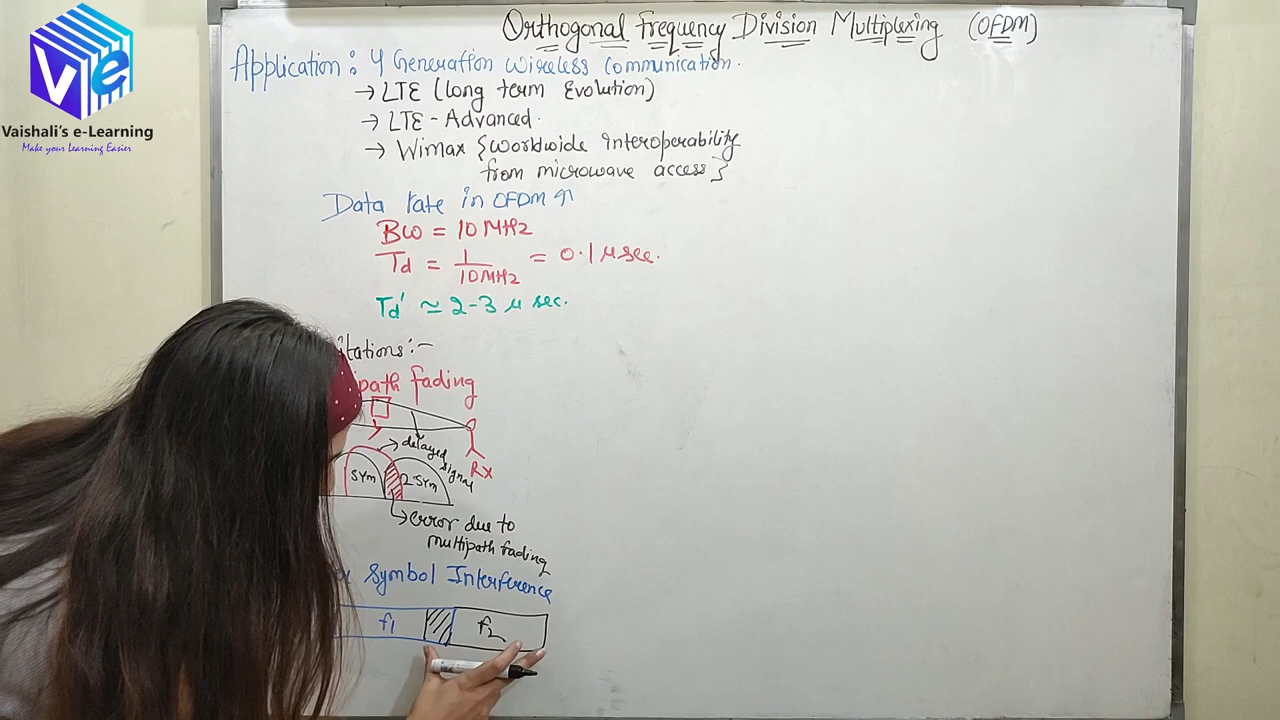 Orthogonal Frequency Division Multiplexing (OFDM)
Application: 4 Generation Wireless Communication.
→ LTE (long term Evolution)
→ LTE-Advanced.
→ Wimax {worldwide interoperability
from microwave access}
Data rate in OFDM ↑
BW = 10 MHz
Td = 1/10MHz = 0.1 μsec.
Td' ≃ 2-3 μ sec.
itations:-
path fading
→ delayed
signal
RX
Sym
2-Sym
→ error due to
multipath fading
Symbol Interference
f1
f2
Ve
Vaishali's e-Learning
Make your Learning Easier